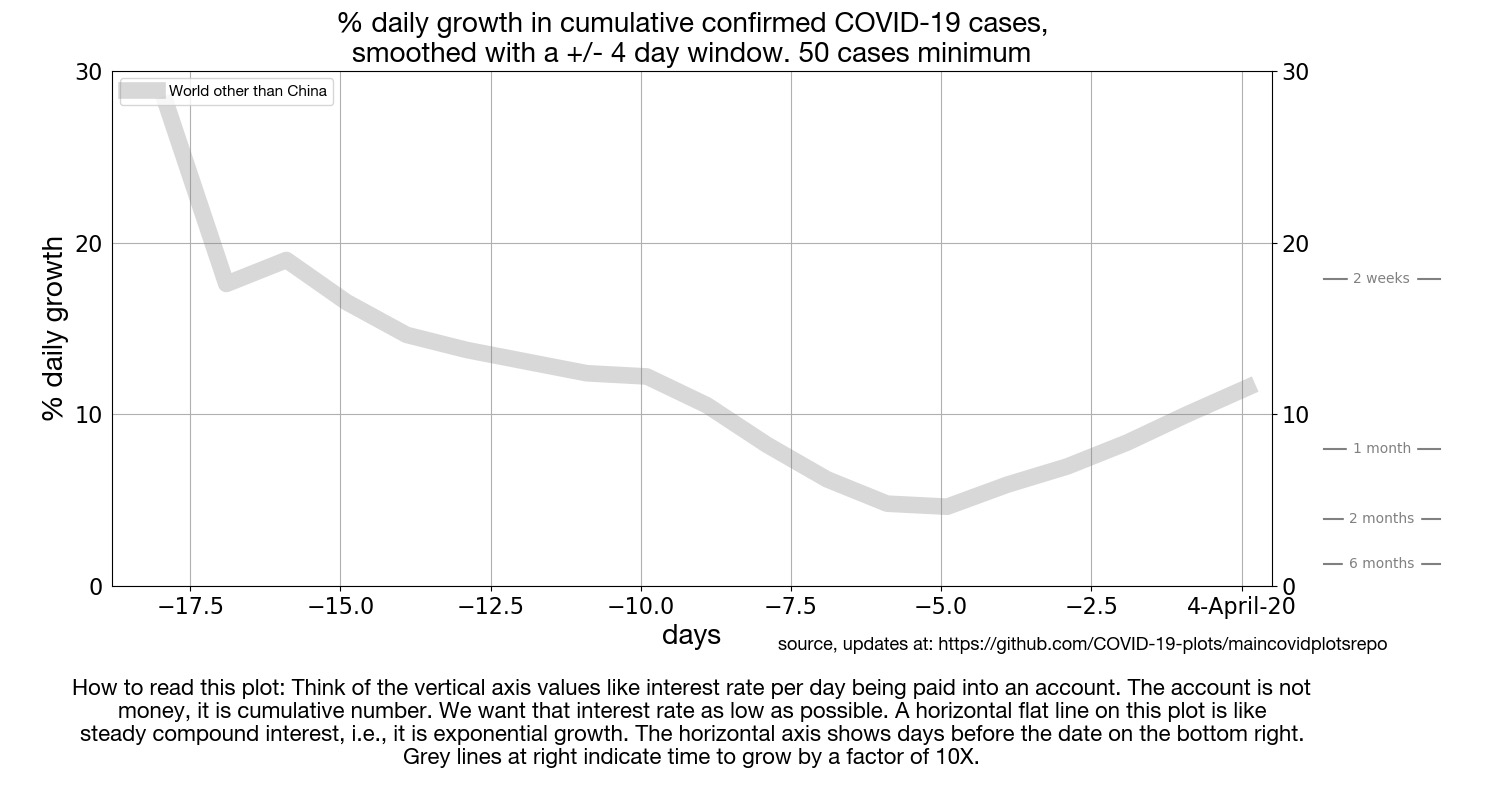 % daily growth in cumulative confirmed COVID-19 cases,
smoothed with a +/- 4 day window. 50 cases minimum
World other than China
% daily growth
30
20
10
0
30
20
10
0
2 weeks
1 month
2 months
6 months
−17.5 −15.0 −12.5 −10.0 −7.5 −5.0 −2.5 4-April-20
days
source, updates at: https://github.com/COVID-19-plots/maincovidplotsrepo
How to read this plot: Think of the vertical axis values like interest rate per day being paid into an account. The account is not
money, it is cumulative number. We want that interest rate as low as possible. A horizontal flat line on this plot is like
steady compound interest, i.e., it is exponential growth. The horizontal axis shows days before the date on the bottom right.
Grey lines at right indicate time to grow by a factor of 10X.